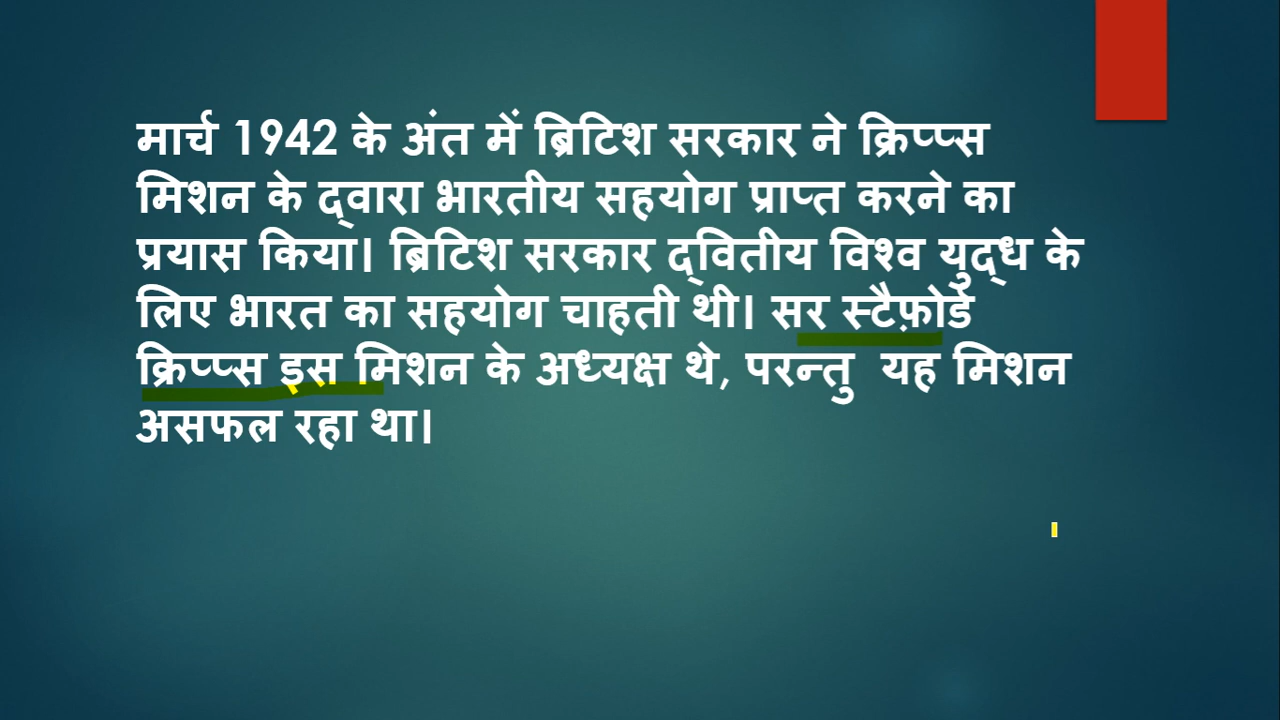 मार्च 1942 के अंत में ब्रिटिश सरकार ने क्रिप्प्स
मिशन के द्वारा भारतीय सहयोग प्राप्त करने का
प्रयास किया। ब्रिटिश सरकार द्वितीय विश्व युद्ध के
लिए भारत का सहयोग चाहती थी। सर स्टैफ़ोर्ड
क्रिप्प्स इस मिशन के अध्यक्ष थे, परन्तु यह मिशन
असफल रहा था।